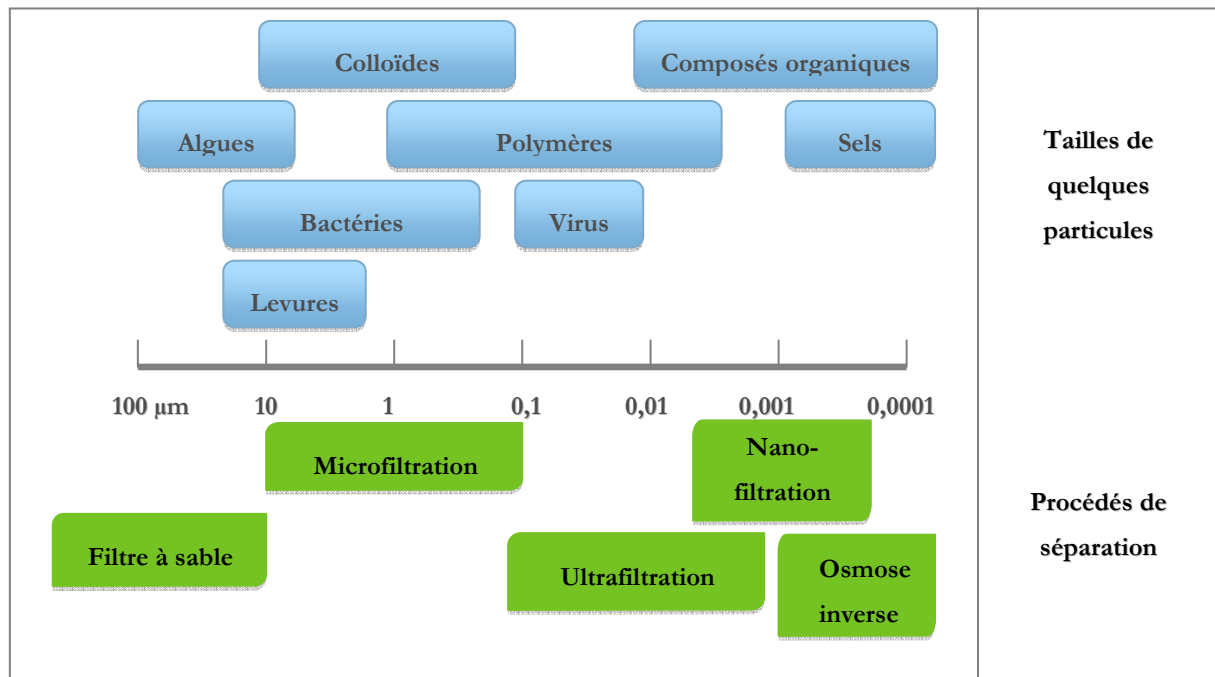 Colloïdes
Composés organiques
Algues
Polymères
Sels
Bactéries
Virus
Levures
Tailles de
quelques
particules
100 µm 10 1 0,1 0,01 0,001 0,0001
Microfiltration
Nano-
filtration
Filtre à sable
Ultrafiltration
Osmose
inverse
Procédés de
séparation